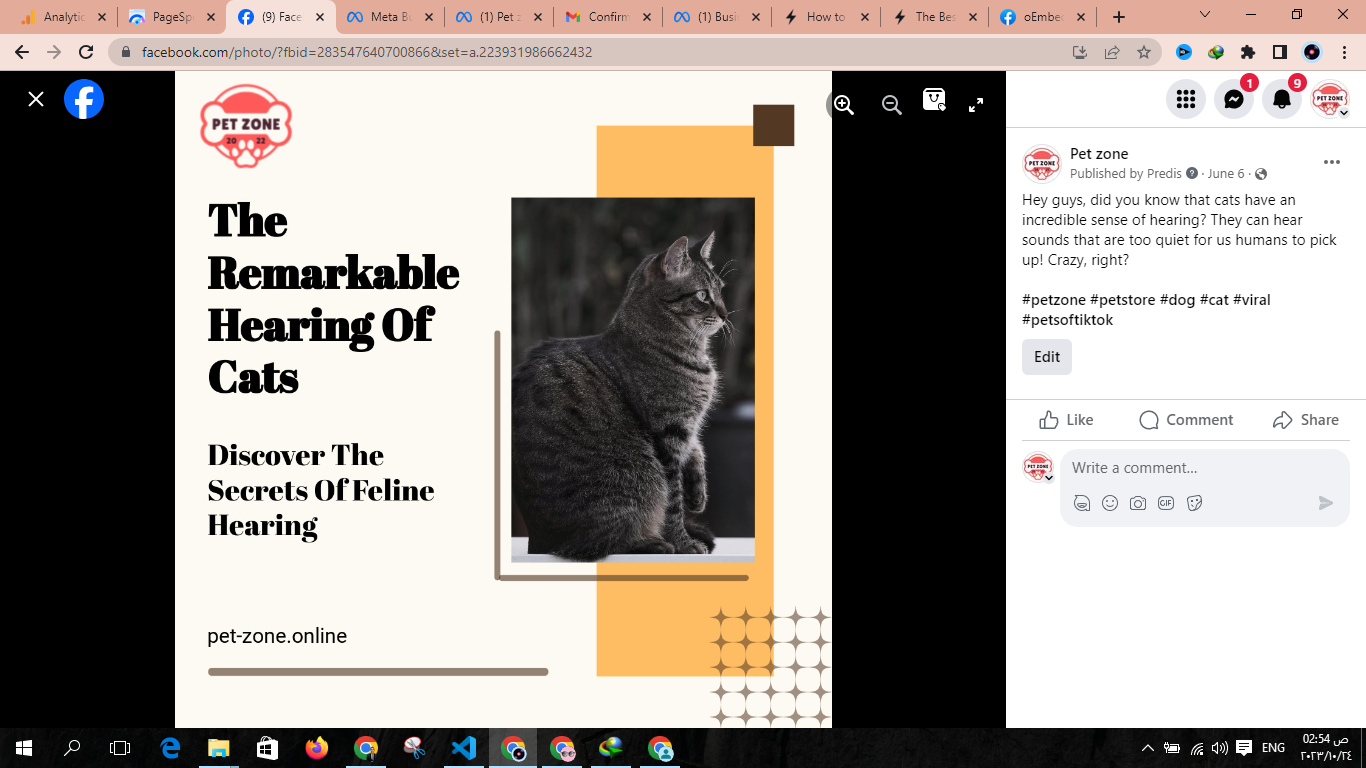 Analytic
PageSp
(9) Face
Meta B
(1) Pet z
Confirm
(1) Busi
How to
The Bes
oEmbe
facebook.com/photo/?fbid=283547640700866&set=a.223931986662432
1
9
PET ZONE
20 22
The
Remarkable
Hearing Of
Cats
Discover The
Secrets Of Feline
Hearing
pet-zone.online
Pet zone
Published by Predis · June 6 ·
Hey guys, did you know that cats have an
incredible sense of hearing? They can hear
sounds that are too quiet for us humans to pick
up! Crazy, right?
#petzone #petstore #dog #cat #viral
#petsoftiktok
Edit
Like Comment Share
PET ZONE
Write a comment...
GIF
ENG
02:54 ص
٢٠٢٣/١٠/٢٤